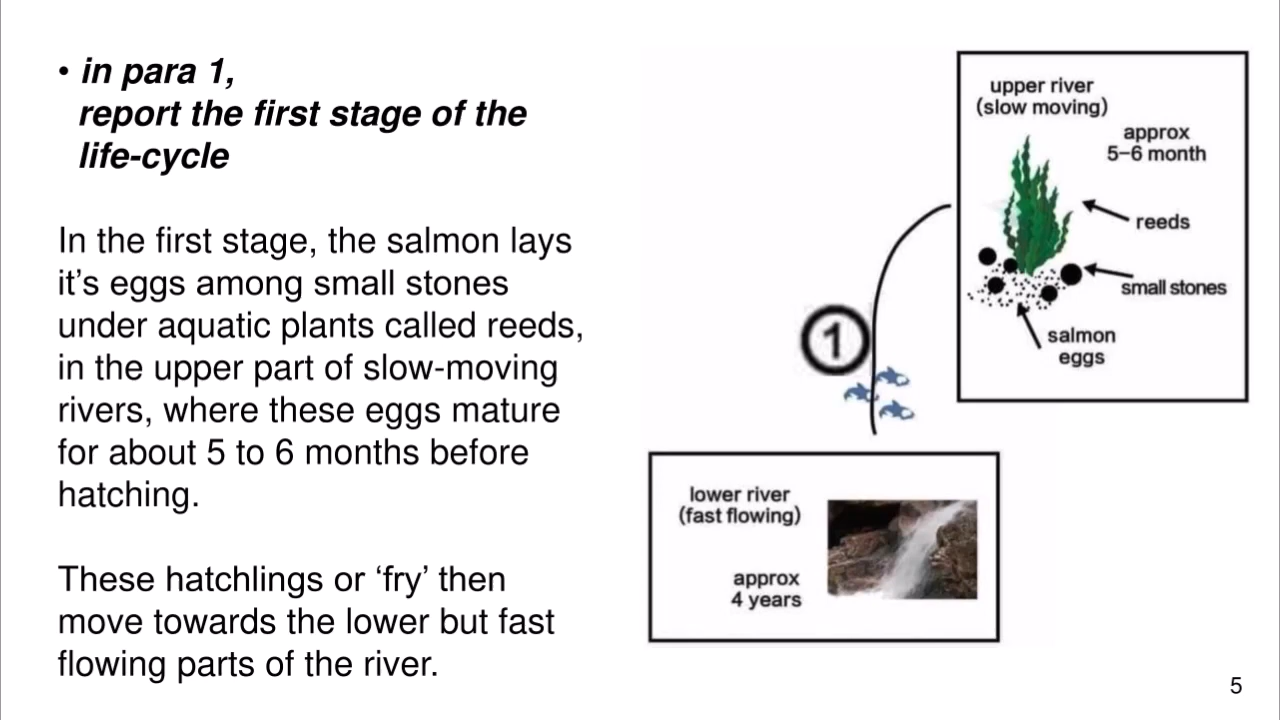 • in para 1,
report the first stage of the
life-cycle
In the first stage, the salmon lays
it’s eggs among small stones
under aquatic plants called reeds,
in the upper part of slow-moving
rivers, where these eggs mature
for about 5 to 6 months before
hatching.
These hatchlings or ‘fry’ then
move towards the lower but fast
flowing parts of the river.
upper river
(slow moving)
approx
5–6 month
reeds
small stones
salmon
eggs
1
lower river
(fast flowing)
approx
4 years
5